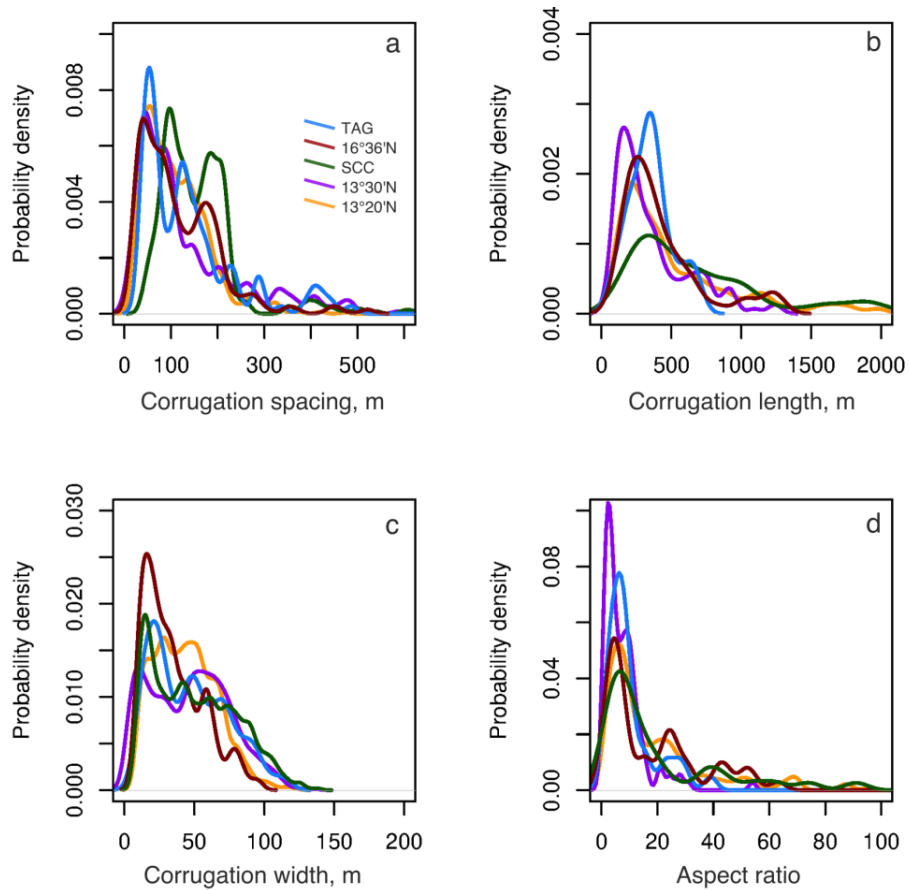 a
Probability density
0.000 0.004 0.008
TAG
16°36'N
SCC
13°30'N
13°20'N
0 100 300 500
Corrugation spacing, m
b
Probability density
0.000 0.002 0.004
0 500 1000 1500 2000
Corrugation length, m
c
Probability density
0.000 0.010 0.020 0.030
0 50 100 150 200
Corrugation width, m
d
Probability density
0.00 0.04 0.08
0 20 40 60 80 100
Aspect ratio